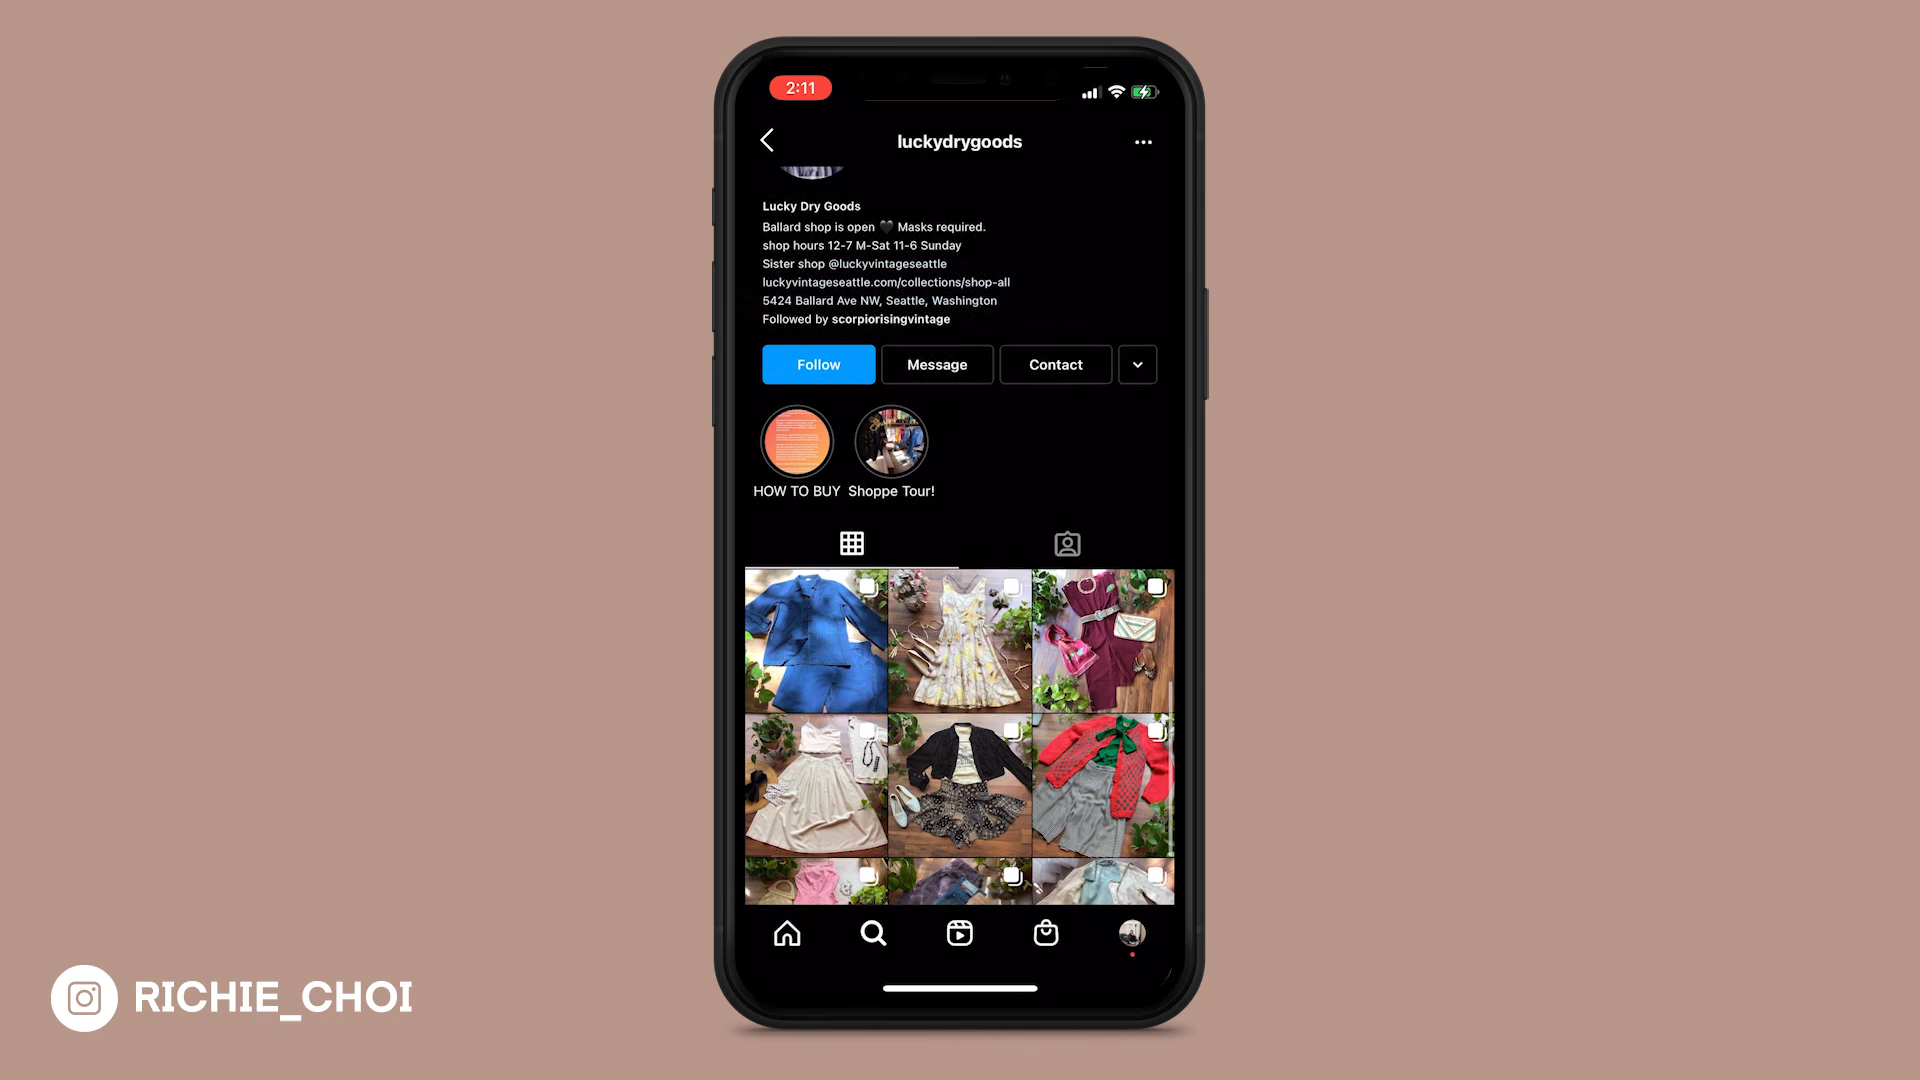 2:11
luckydrygoods
Lucky Dry Goods
Ballard shop is open 🖤 Masks required.
shop hours 12-7 M-Sat 11-6 Sunday
Sister shop @luckyvintageseattle
luckyvintageseattle.com/collections/shop-all
5424 Ballard Ave NW, Seattle, Washington
Followed by scorpiorisingvintage
Follow Message Contact
HOW TO BUY Shoppe Tour!
RICHIE_CHOI